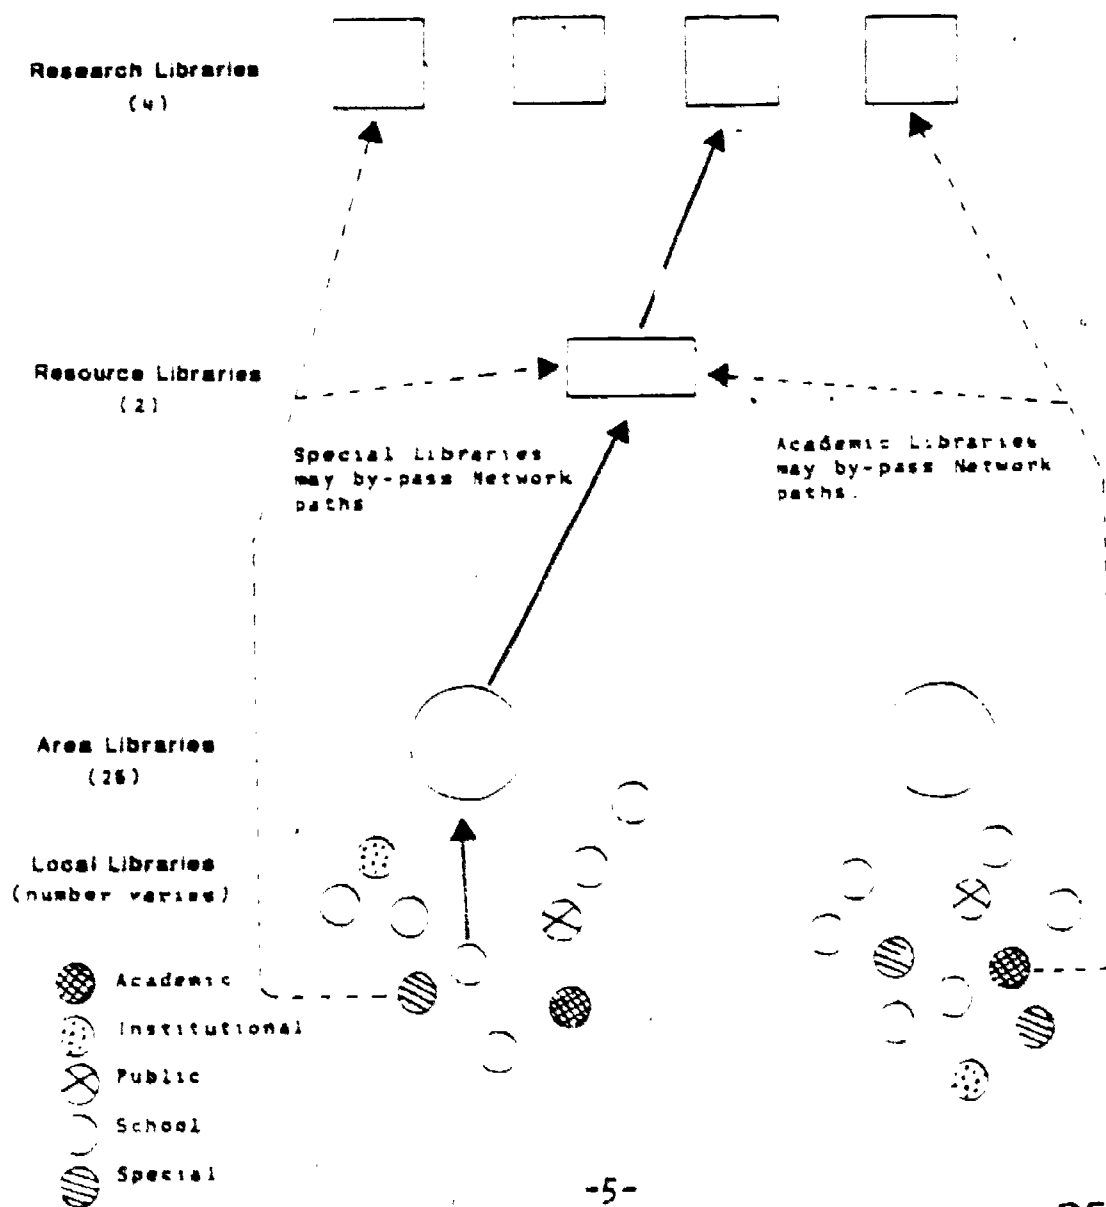 Research Libraries
(4)
Resource Libraries
(2)
Special Libraries
may by-pass Network
paths
Academic Libraries
may by-pass Network
paths.
Area Libraries
Local Libraries
(number varies)
Academic
Institutional
Public
School
Special
-5-